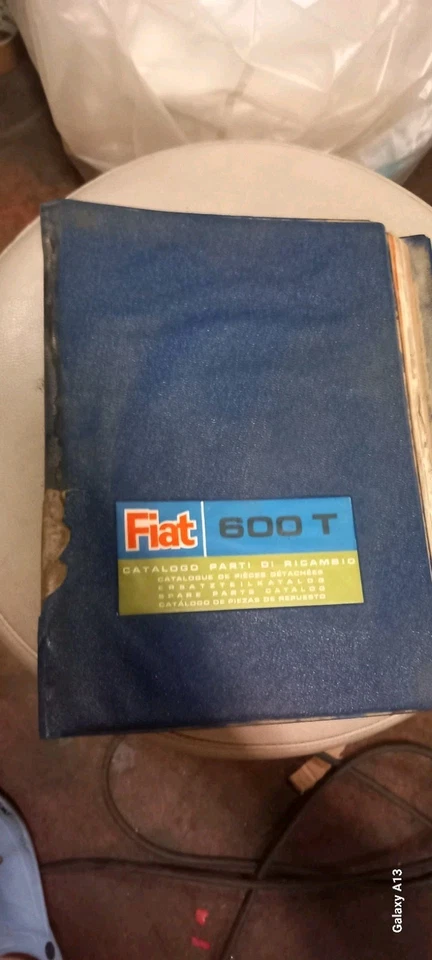 Fiat 600 T
CATALOGO PARTI DI RICAMBIO
CATALOGUE DE PIÈCES DÉTACHÉES
ERSATZTEILKATALOG
SPARE PARTS CATALOG
CATÁLOGO DE PIEZAS DE REPUESTO
Galaxy A13